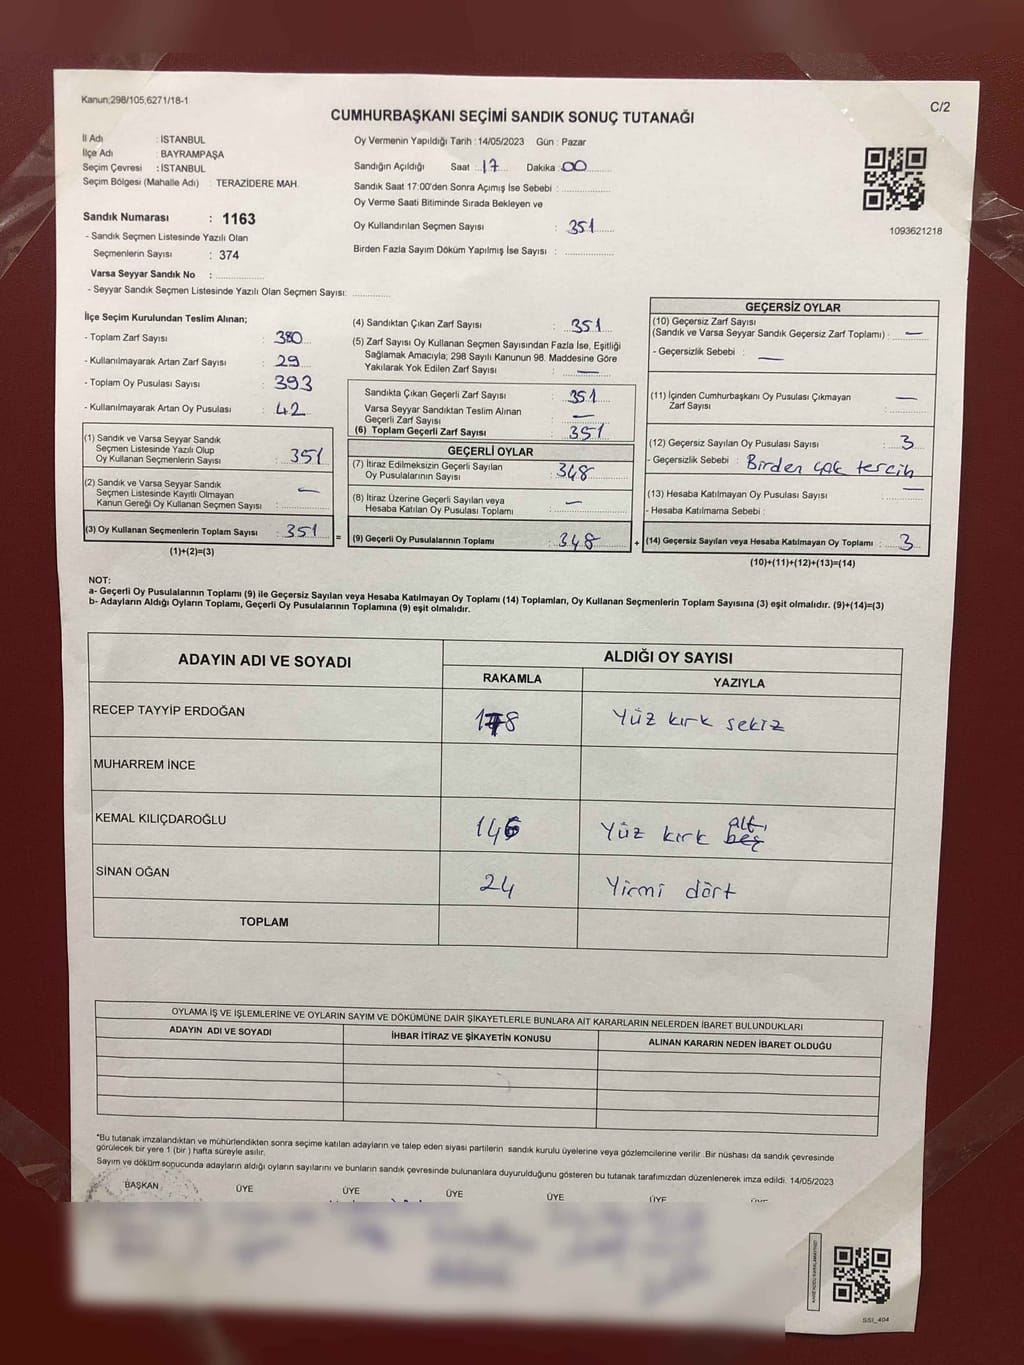 Kanun;298/105,6271/18-1
C/2
CUMHURBAŞKANI SEÇİMİ SANDIK SONUÇ TUTANAĞI
İl Adı : İSTANBUL
İlçe Adı : BAYRAMPAŞA
Seçim Çevresi : İSTANBUL
Seçim Bölgesi (Mahalle Adı) : TERAZİDERE MAH.
Oy Vermenin Yapıldığı Tarih : 14/05/2023 Gün : Pazar
Sandığın Açıldığı Saat : 17 Dakika : 00
Sandık Saat 17:00'den Sonra Açımış İse Sebebi :
Oy Verme Saati Bitiminde Sırada Bekleyen ve
Oy Kullandırılan Seçmen Sayısı : 351
Birden Fazla Sayım Döküm Yapılmış İse Sayısı :
1093621218
Sandık Numarası : 1163
- Sandık Seçmen Listesinde Yazılı Olan
Seçmenlerin Sayısı : 374
Varsa Seyyar Sandık No :
- Seyyar Sandık Seçmen Listesinde Yazılı Olan Seçmen Sayısı:
İlçe Seçim Kurulundan Teslim Alınan;
- Toplam Zarf Sayısı : 380
- Kullanılmayarak Artan Zarf Sayısı : 29
- Toplam Oy Pusulası Sayısı : 393
- Kullanılmayarak Artan Oy Pusulası : 42
(1) Sandık ve Varsa Seyyar Sandık
Seçmen Listesinde Yazılı Olup
Oy Kullanan Seçmenlerin Sayısı : 351
(2) Sandık ve Varsa Seyyar Sandık
Seçmen Listesinde Kayıtlı Olmayan
Kanun Gereği Oy Kullanan Seçmen Sayısı : —
(3) Oy Kullanan Seçmenlerin Toplam Sayısı : 351 =
(1)+(2)=(3)
(4) Sandıktan Çıkan Zarf Sayısı : 351
(5) Zarf Sayısı Oy Kullanan Seçmen Sayısından Fazla İse, Eşitliği
Sağlamak Amacıyla; 298 Sayılı Kanunun 98. Maddesine Göre
Yakılarak Yok Edilen Zarf Sayısı : —
Sandıkta Çıkan Geçerli Zarf Sayısı : 351
Varsa Seyyar Sandıktan Teslim Alınan
Geçerli Zarf Sayısı : —
(6) Toplam Geçerli Zarf Sayısı : 351
GEÇERLİ OYLAR
(7) İtiraz Edilmeksizin Geçerli Sayılan
Oy Pusulalarının Sayısı : 348
(8) İtiraz Üzerine Geçerli Sayılan veya
Hesaba Katılan Oy Pusulası Toplamı : —
(9) Geçerli Oy Pusulalarının Toplamı : 348 +
GEÇERSİZ OYLAR
(10) Geçersiz Zarf Sayısı
(Sandık ve Varsa Seyyar Sandık Geçersiz Zarf Toplamı) : —
- Geçersizlik Sebebi : —
(11) İçinden Cumhurbaşkanı Oy Pusulası Çıkmayan
Zarf Sayısı : —
(12) Geçersiz Sayılan Oy Pusulası Sayısı : 3
- Geçersizlik Sebebi : Birden çok tercih
(13) Hesaba Katılmayan Oy Pusulası Sayısı : —
- Hesaba Katılmama Sebebi :
(14) Geçersiz Sayılan veya Hesaba Katılmayan Oy Toplamı : 3
(10)+(11)+(12)+(13)=(14)
NOT:
a- Geçerli Oy Pusulalarının Toplamı (9) ile Geçersiz Sayılan veya Hesaba Katılmayan Oy Toplamı (14) Toplamları, Oy Kullanan Seçmenlerin Toplam Sayısına (3) eşit olmalıdır. (9)+(14)=(3)
b- Adayların Aldığı Oyların Toplamı, Geçerli Oy Pusulalarının Toplamına (9) eşit olmalıdır.
ADAYIN ADI VE SOYADI
ALDIĞI OY SAYISI
RAKAMLA
YAZIYLA
RECEP TAYYİP ERDOĞAN 178 Yüz kırk sekiz
MUHARREM İNCE
KEMAL KILIÇDAROĞLU 146 Yüz kırk beş altı
SİNAN OĞAN 24 Yirmi dört
TOPLAM
OYLAMA İŞ VE İŞLEMLERİNE VE OYLARIN SAYIM VE DÖKÜMÜNE DAİR ŞİKAYETLERLE BUNLARA AİT KARARLARIN NELERDEN İBARET BULUNDUKLARI
ADAYIN ADI VE SOYADI
İHBAR İTİRAZ VE ŞİKAYETİN KONUSU
ALINAN KARARIN NEDEN İBARET OLDUĞU
"Bu tutanak imzalandıktan ve mühürlendikten sonra seçime katılan adayların ve talep eden siyasi partilerin sandık kurulu üyelerine veya gözlemcilerine verilir .Bir nüshası da sandık çevresinde
görülecek bir yere 1 (bir ) hafta süreyle asılır.
Sayım ve döküm sonucunda adayların aldığı oyların sayılarını ve bunların sandık çevresinde bulunanlara duyurulduğunu gösteren bu tutanak tarafımızdan düzenlenerek imza edildi. 14/05/2023
BAŞKAN ÜYE ÜYE ÜYE ÜYE ÜYE
SSI_404